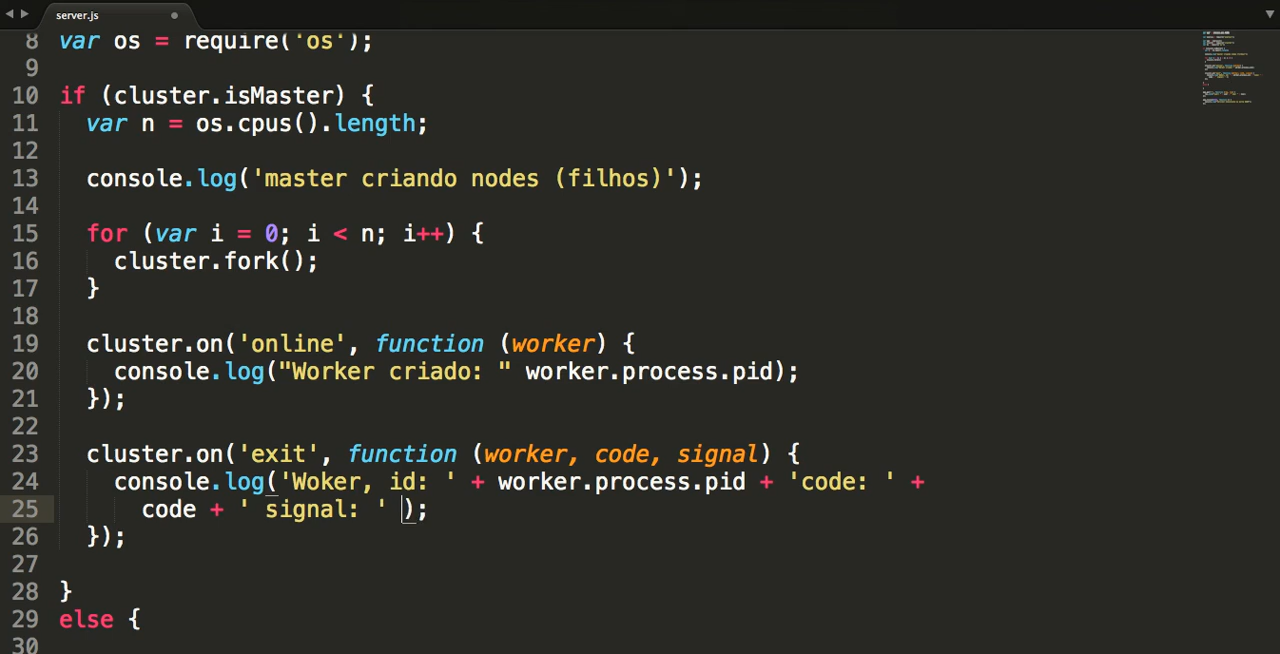 server.js
8 var os = require('os');
9
10 if (cluster.isMaster) {
11 var n = os.cpus().length;
12
13 console.log('master criando nodes (filhos)');
14
15 for (var i = 0; i < n; i++) {
16 cluster.fork();
17 }
18
19 cluster.on('online', function (worker) {
20 console.log("Worker criado: " worker.process.pid);
21 });
22
23 cluster.on('exit', function (worker, code, signal) {
24 console.log('Woker, id: ' + worker.process.pid + 'code: ' +
25 code + ' signal: ' );
26 });
27
28 }
29 else {
30